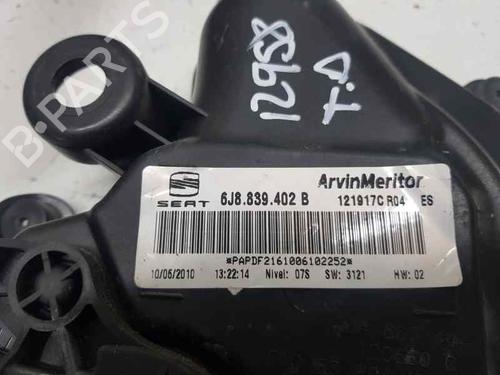 1298
T.D
B-PARTS
SEAT
6J8.839.402 B
ArvinMeritor
121917C R04 ES
*PAPDF2161006102252*
10/06/2010 13:22:14 Nivel: 07S SW: 3121 HW: 02